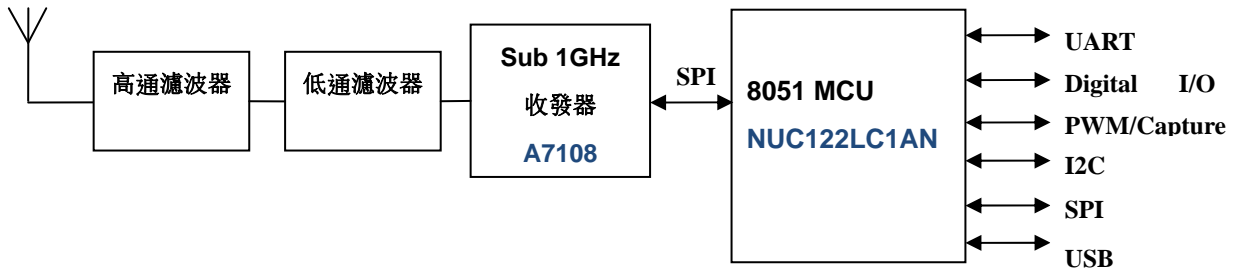 高通濾波器
低通濾波器
Sub 1GHz
收發器
A7108
SPI
8051 MCU
NUC122LC1AN
UART
Digital I/O
PWM/Capture
I2C
SPI
USB